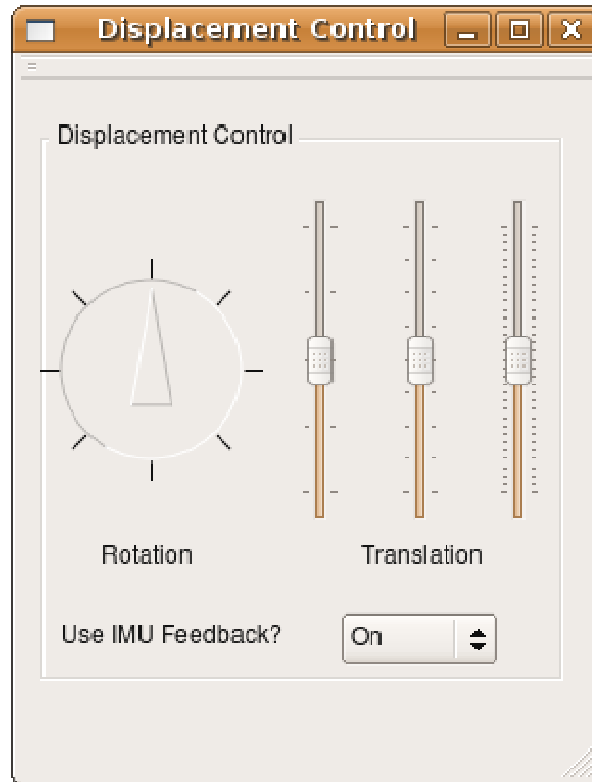 Displacement Control
Displacement Control
Rotation
Translation
Use IMU Feedback?
On